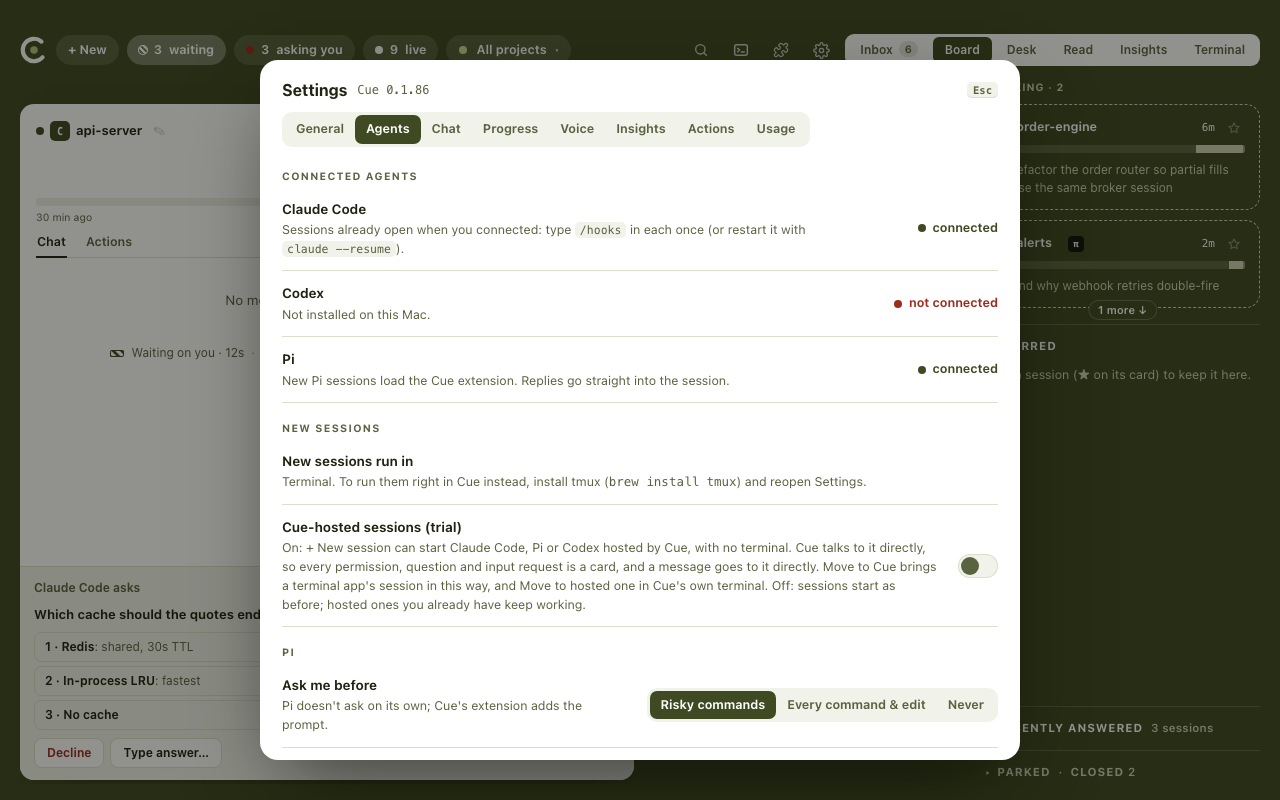 + New
3 waiting
3 asking you
9 live
All projects ·
Inbox 6
Board
Desk
Read
Insights
Terminal
C api-server
30 min ago
Chat
Actions
No
Waiting on you · 12s ·
Claude Code asks
Which cache should the quotes end
1 · Redis: shared, 30s TTL
2 · In-process LRU: fastest
3 · No cache
Decline
Type answer...
Settings Cue 0.1.86
Esc
General
Agents
Chat
Progress
Voice
Insights
Actions
Usage
CONNECTED AGENTS
Claude Code
Sessions already open when you connected: type /hooks in each once (or restart it with
claude --resume ).
connected
Codex
Not installed on this Mac.
not connected
Pi
New Pi sessions load the Cue extension. Replies go straight into the session.
connected
NEW SESSIONS
New sessions run in
Terminal. To run them right in Cue instead, install tmux (brew install tmux) and reopen Settings.
Cue-hosted sessions (trial)
On: + New session can start Claude Code, Pi or Codex hosted by Cue, with no terminal. Cue talks to it directly,
so every permission, question and input request is a card, and a message goes to it directly. Move to Cue brings
a terminal app's session in this way, and Move to hosted one in Cue's own terminal. Off: sessions start as
before; hosted ones you already have keep working.
PI
Ask me before
Pi doesn't ask on its own; Cue's extension adds the
prompt.
Risky commands
Every command & edit
Never
ING · 2
order-engine
6m
efactor the order router so partial fills
se the same broker session
alerts π
2m
nd why webhook retries double-fire
1 more ↓
RRED
session (★ on its card) to keep it here.
ENTLY ANSWERED 3 sessions
PARKED · CLOSED 2